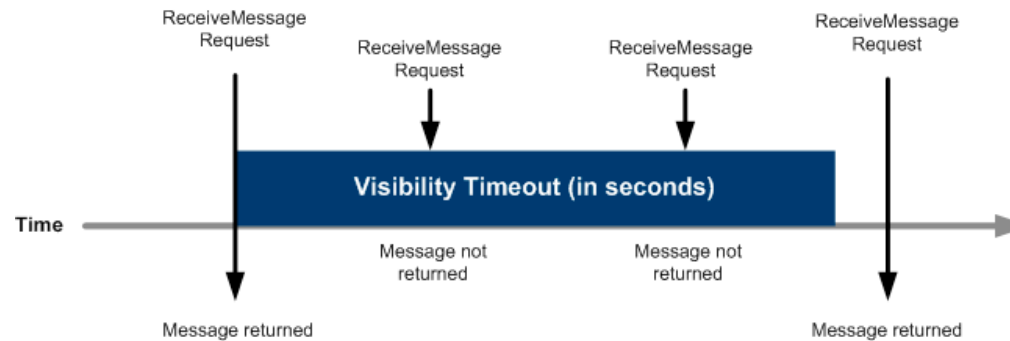 ReceiveMessage
Request
ReceiveMessage
Request
ReceiveMessage
Request
ReceiveMessage
Request
Visibility Timeout (in seconds)
Time
Message not
returned
Message not
returned
Message returned
Message returned